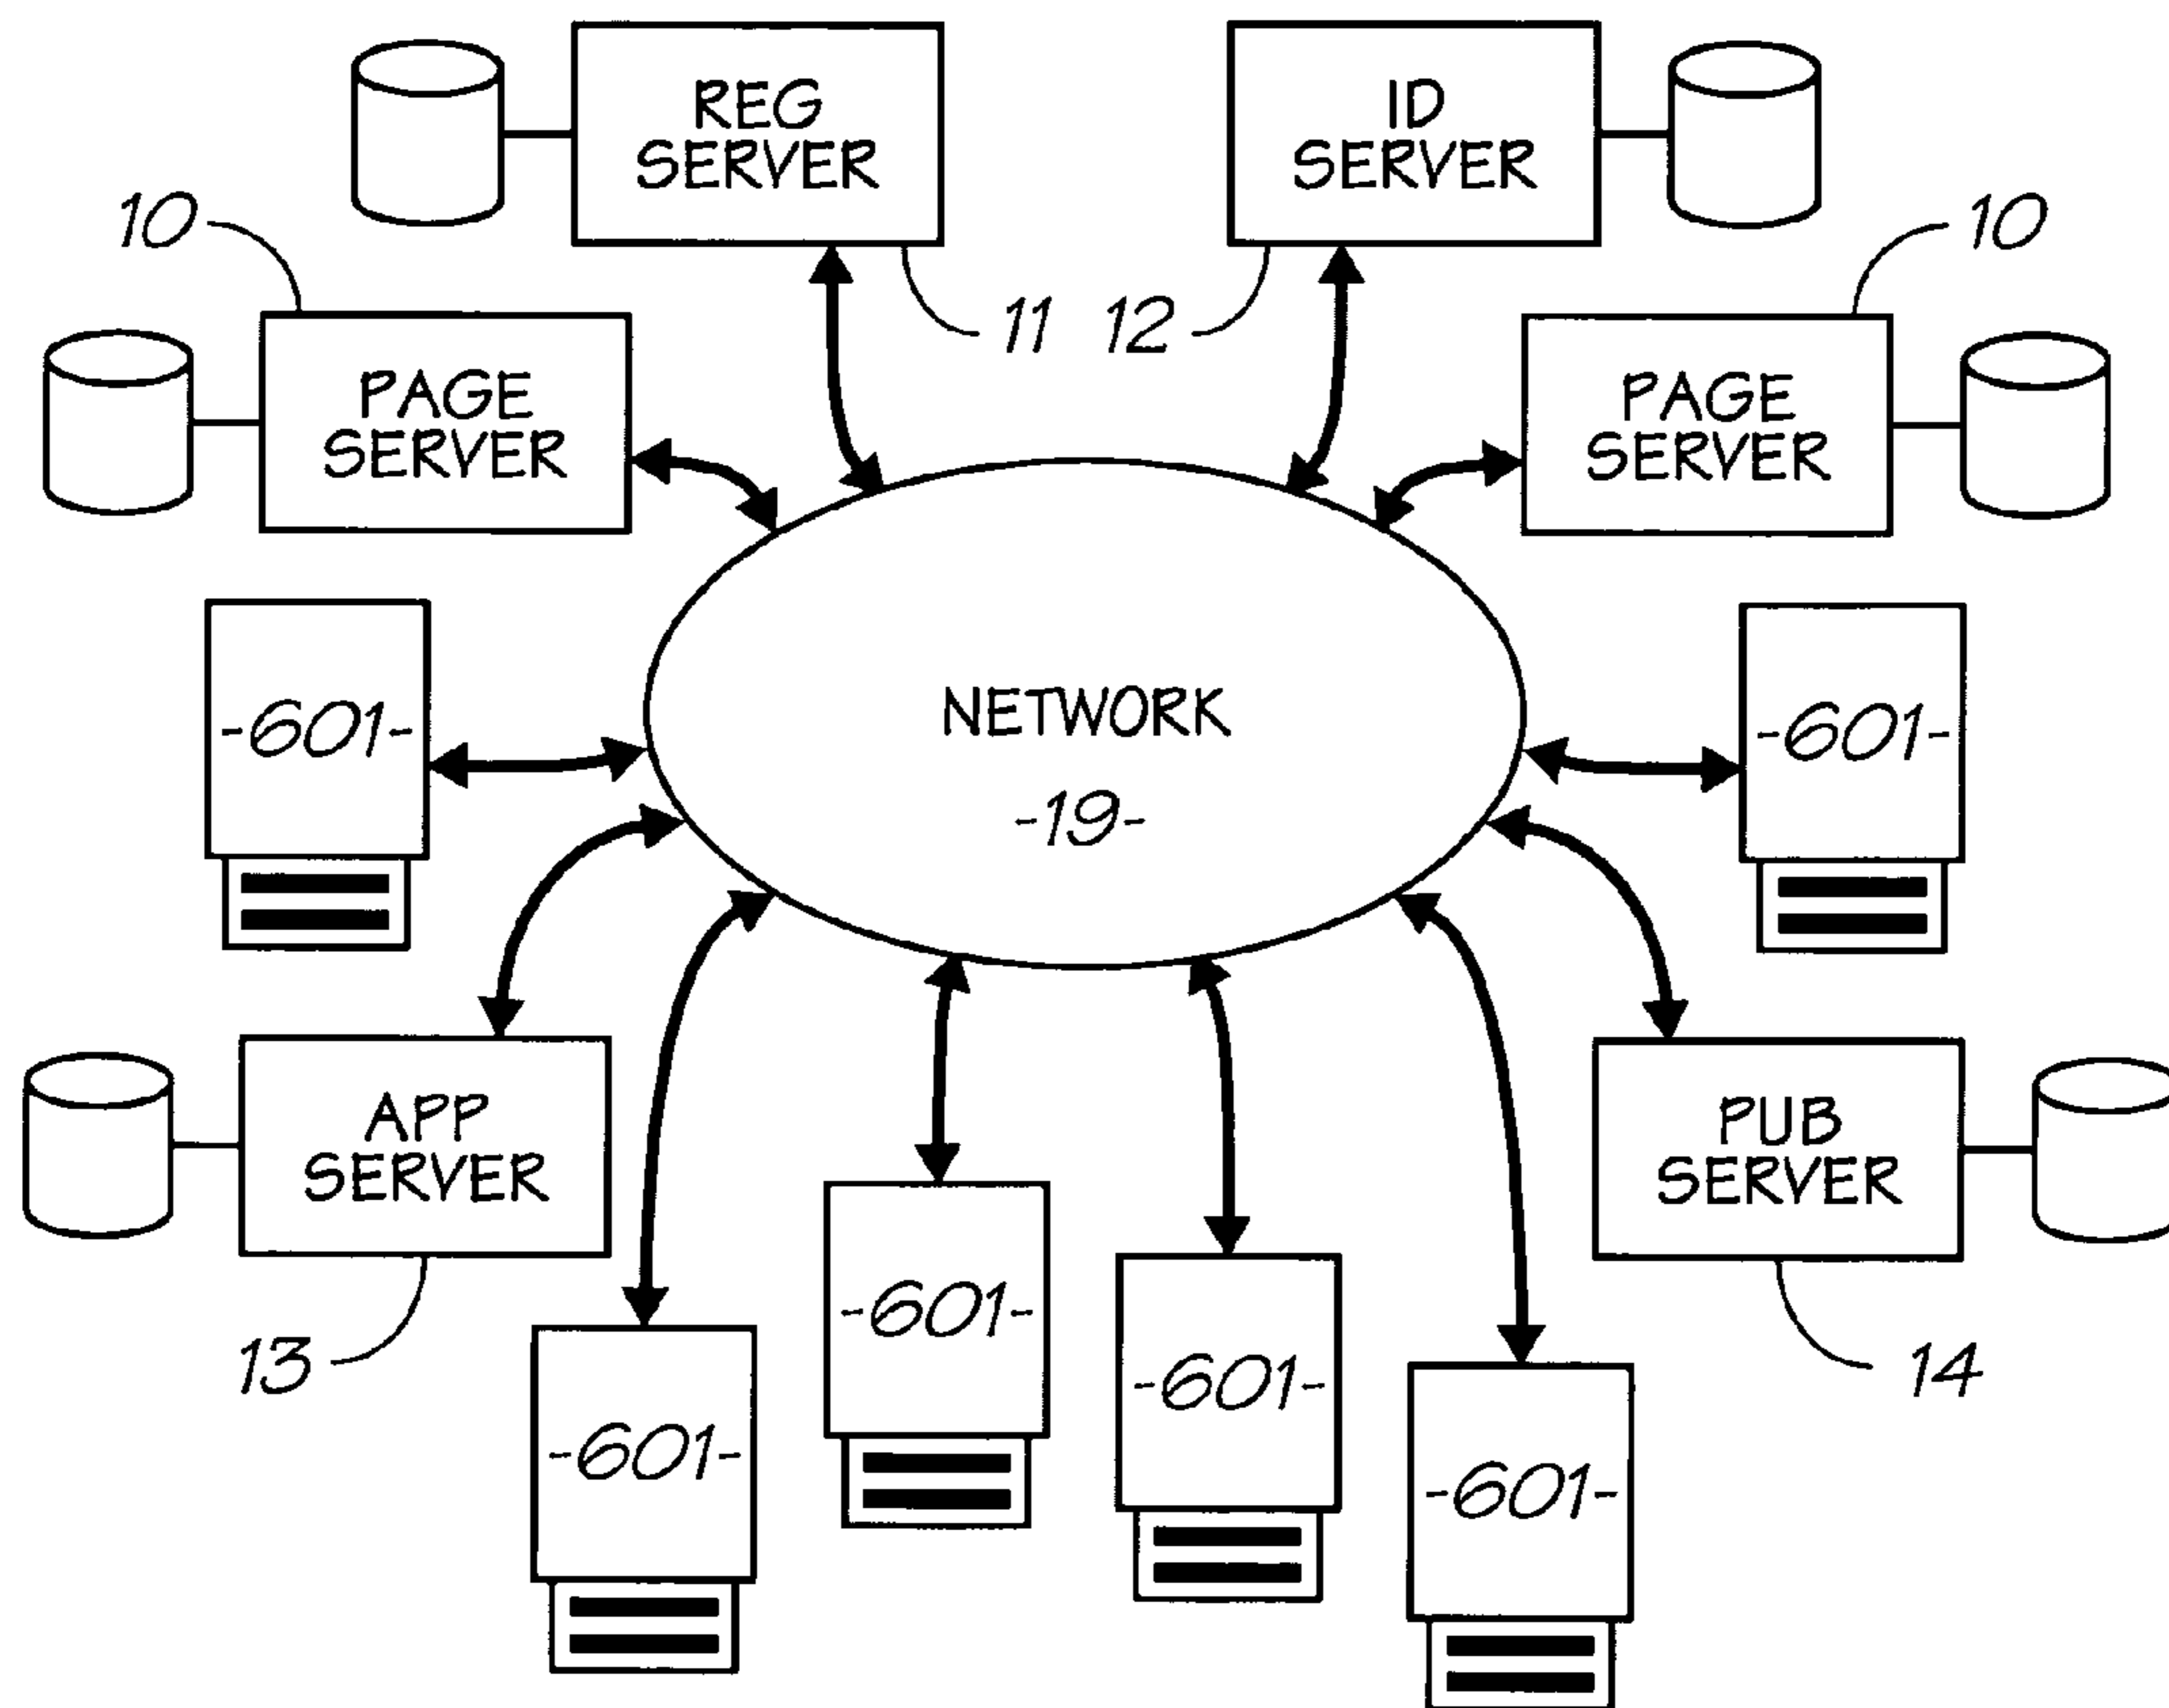 REG
SERVER
ID
SERVER
10
10
11
12
PAGE
SERVER
PAGE
SERVER
-601-
NETWORK
-19-
-601-
APP
SERVER
PUB
SERVER
13
-601-
-601-
-601-
-601-
14